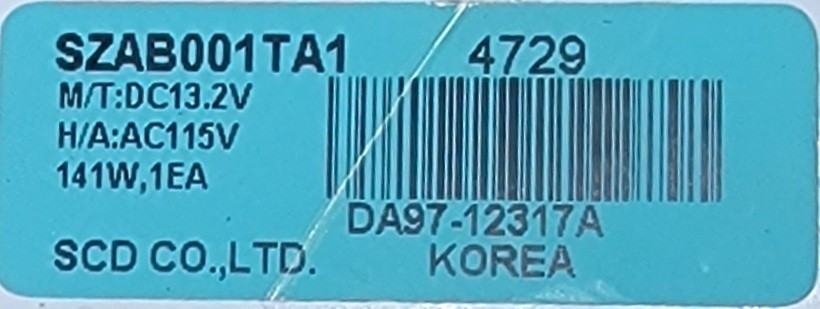 SZAB001TA1 4729
M/T:DC13.2V
H/A:AC115V
141W,1EA
DA97-12317A
SCD CO.,LTD. KOREA